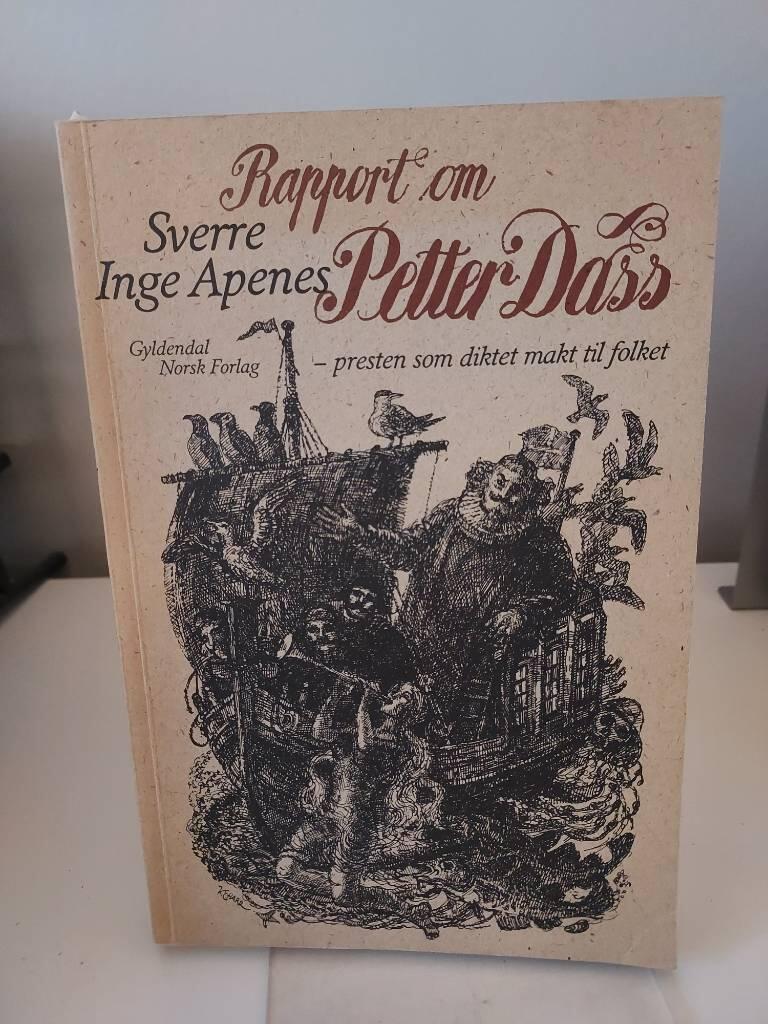 Rapport om
Sverre
Inge Apenes
Petter Dass
Gyldendal
Norsk Forlag
– presten som diktet makt til folket